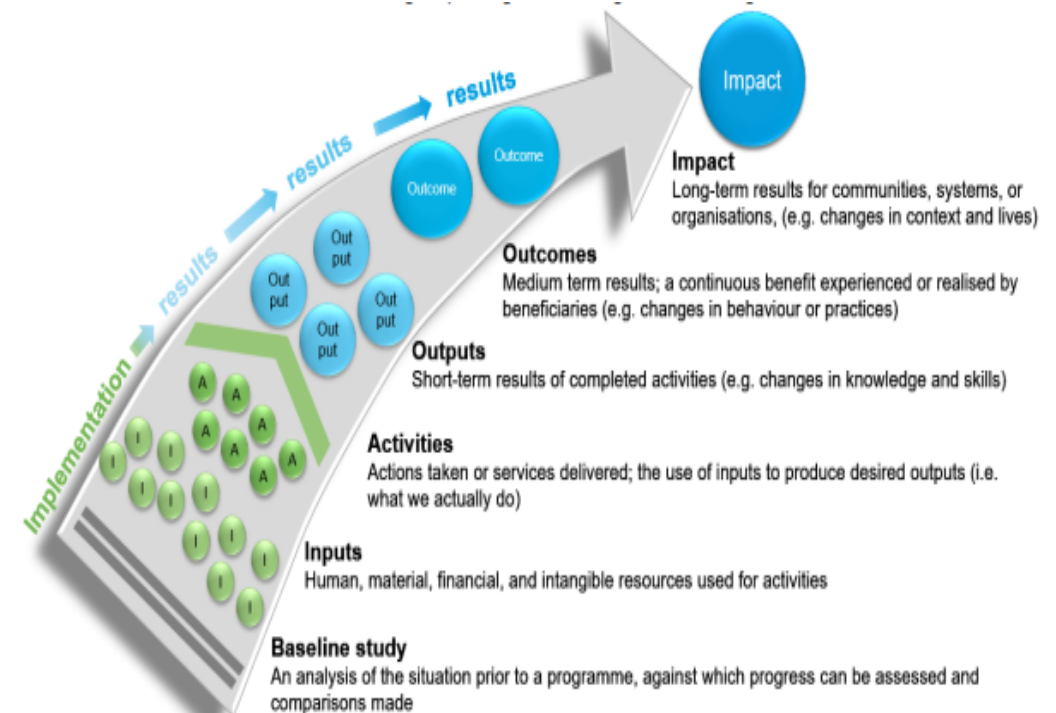 Impact
results
results
results
Implementation
Outcome
Outcome
Out
put
Out
put
Out
put
Out
put
A
A
A
A
A
A
A
I
I
I
I
I
I
I
I
I
I
I
Impact
Long-term results for communities, systems, or
organisations, (e.g. changes in context and lives)
Outcomes
Medium term results; a continuous benefit experienced or realised by
beneficiaries (e.g. changes in behaviour or practices)
Outputs
Short-term results of completed activities (e.g. changes in knowledge and skills)
Activities
Actions taken or services delivered; the use of inputs to produce desired outputs (i.e.
what we actually do)
Inputs
Human, material, financial, and intangible resources used for activities
Baseline study
An analysis of the situation prior to a programme, against which progress can be assessed and
comparisons made